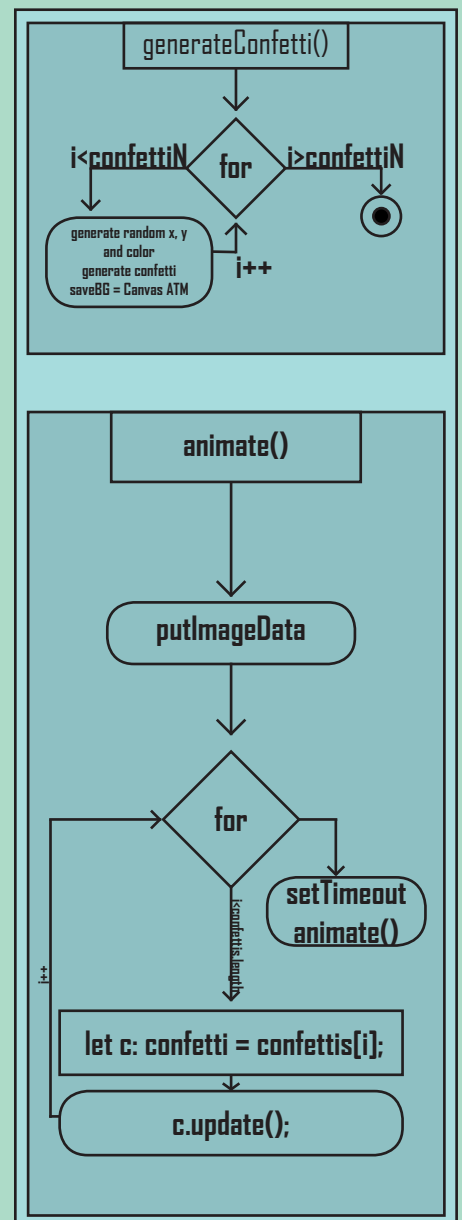 generateConfetti()
i<confettiN
for
i>confettiN
generate random x, y
and color
generate confetti
saveBG = Canvas ATM
i++
animate()
putImageData
for
setTimeout
animate()
i<confettis.length;
i++
let c: confetti = confettis[i];
c.update();